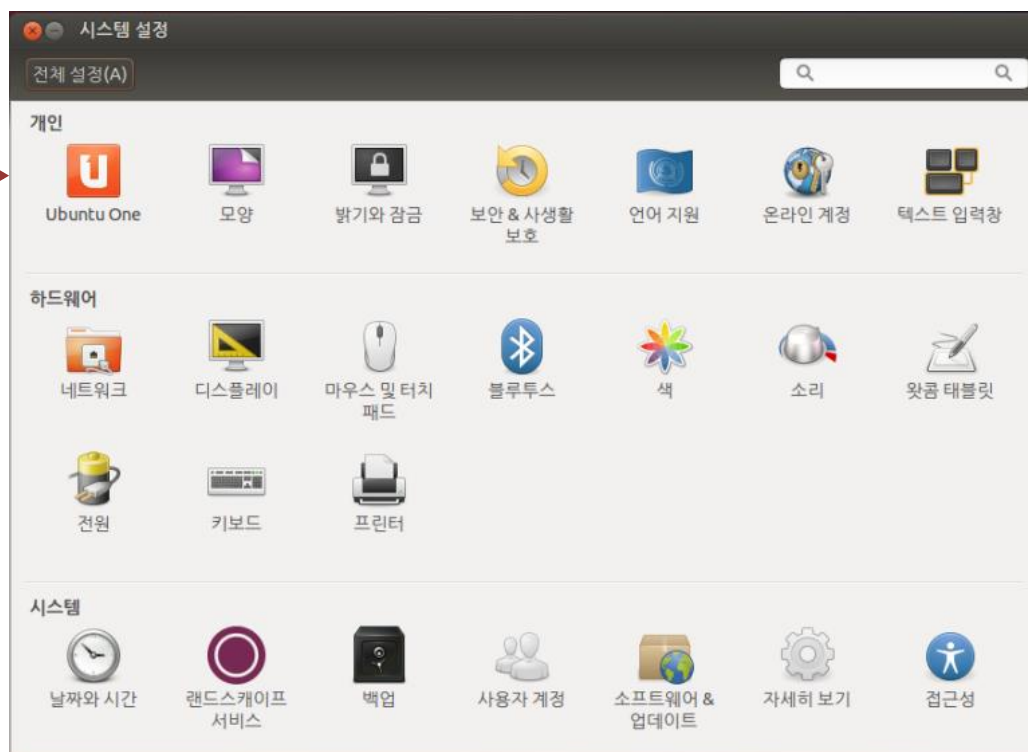 시스템 설정
전체 설정(A)
개인
Ubuntu One
모양
밝기와 잠금
보안 & 사생활
보호
언어 지원
온라인 계정
텍스트 입력창
하드웨어
네트워크
디스플레이
마우스 및 터치
패드
블루투스
색
소리
왓콤 태블릿
전원
키보드
프린터
시스템
날짜와 시간
랜드스캐이프
서비스
백업
사용자 계정
소프트웨어 &
업데이트
자세히 보기
접근성